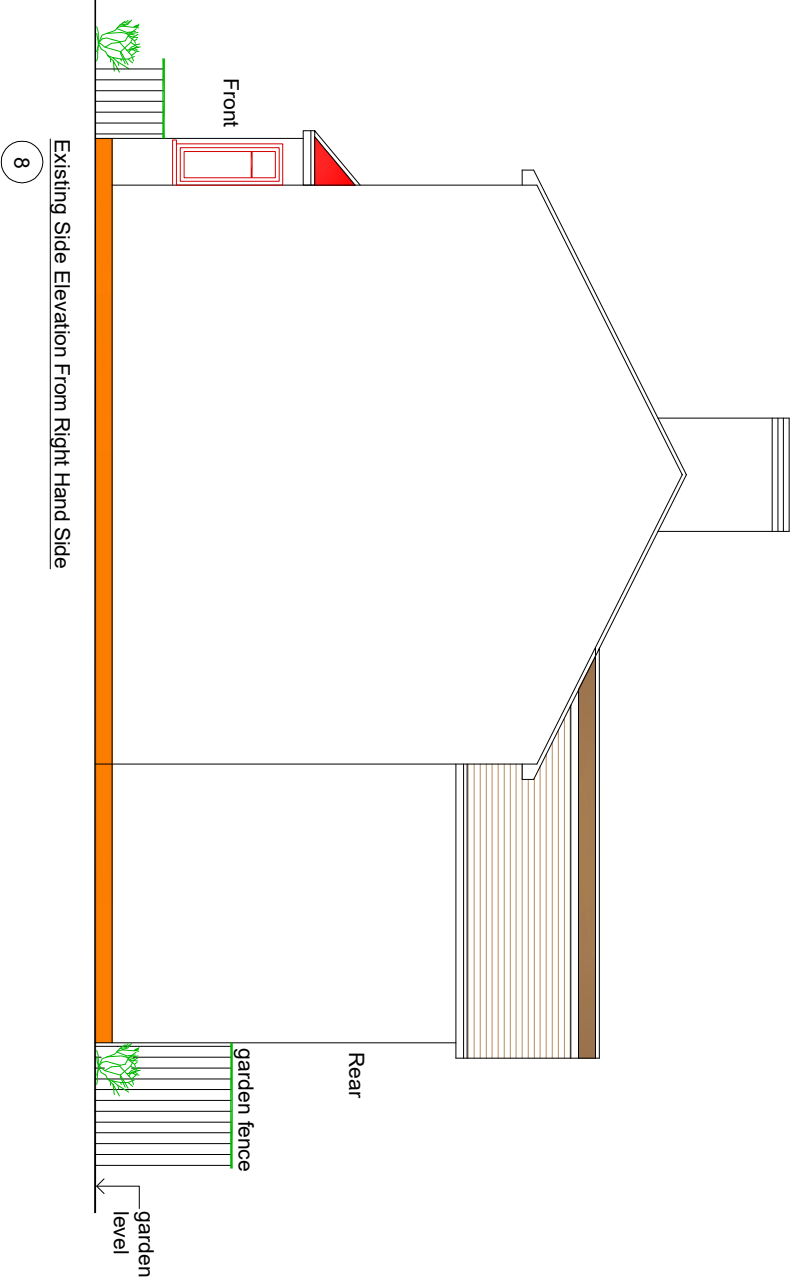 Front
Rear
garden fence
garden
level
Existing Side Elevation From Right Hand Side
8